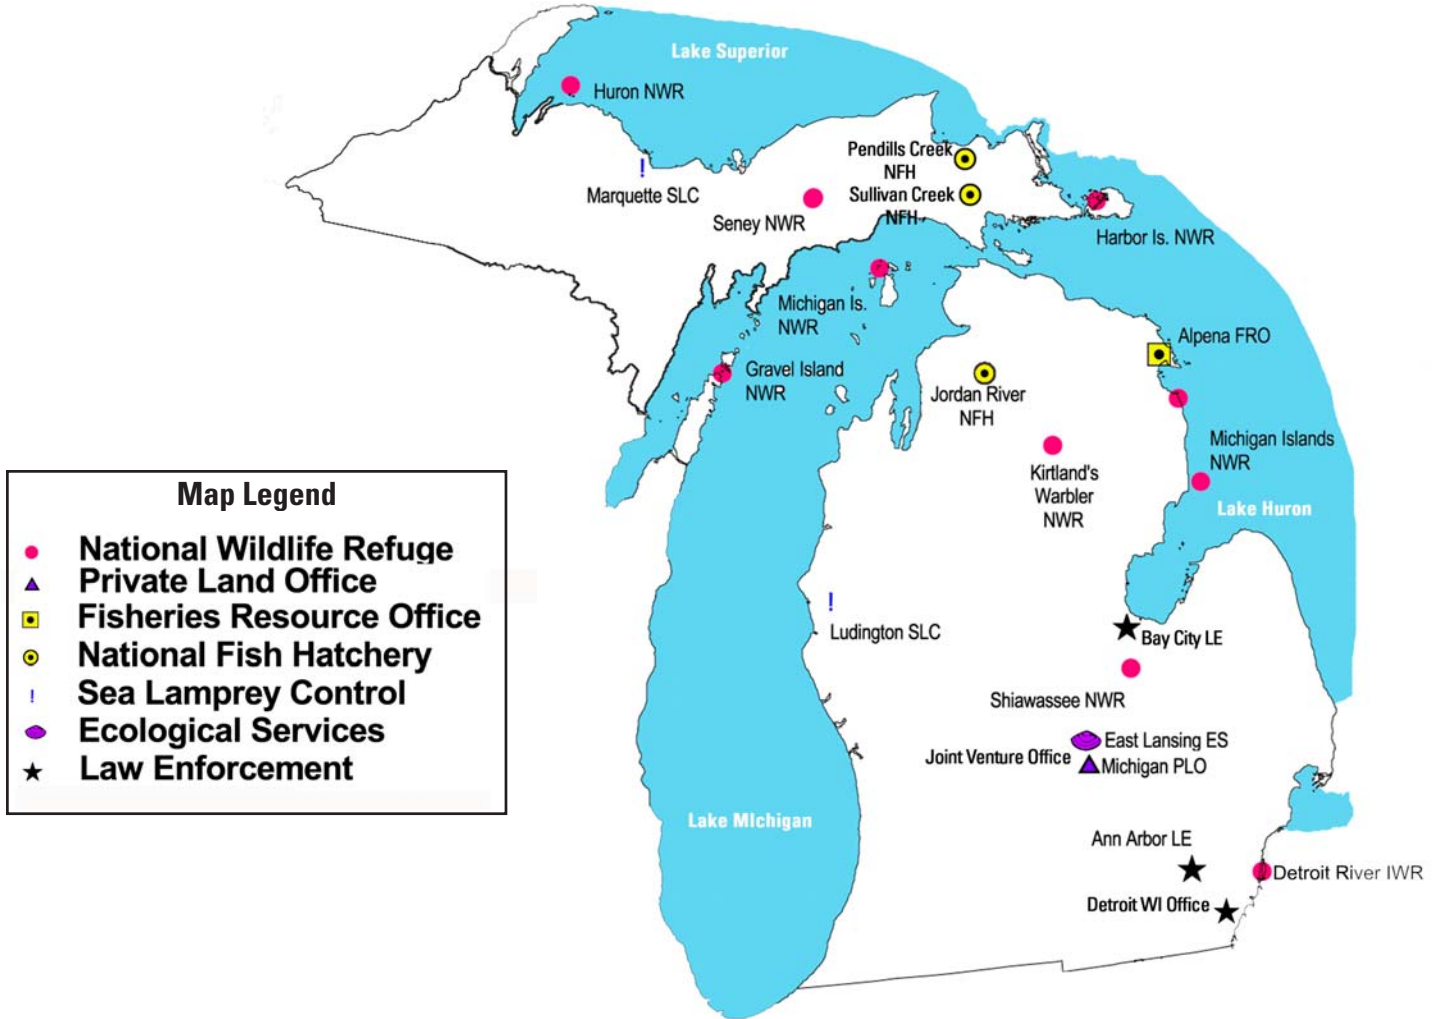 Lake Superior
Huron NWR
Pendills Creek
NFH
Marquette SLC
Sullivan Creek
NFH
Seney NWR
Harbor Is. NWR
Michigan Is.
NWR
Alpena FRO
Gravel Island
NWR
Jordan River
NFH
Michigan Islands
NWR
Kirtland's
Warbler
NWR
Lake Huron
Map Legend
National Wildlife Refuge
Private Land Office
Fisheries Resource Office
National Fish Hatchery
! Sea Lamprey Control
Ecological Services
Law Enforcement
!
!
Ludington SLC
Bay City LE
Shiawassee NWR
East Lansing ES
Joint Venture Office
Michigan PLO
Lake MIchigan
Ann Arbor LE
Detroit River IWR
Detroit WI Office